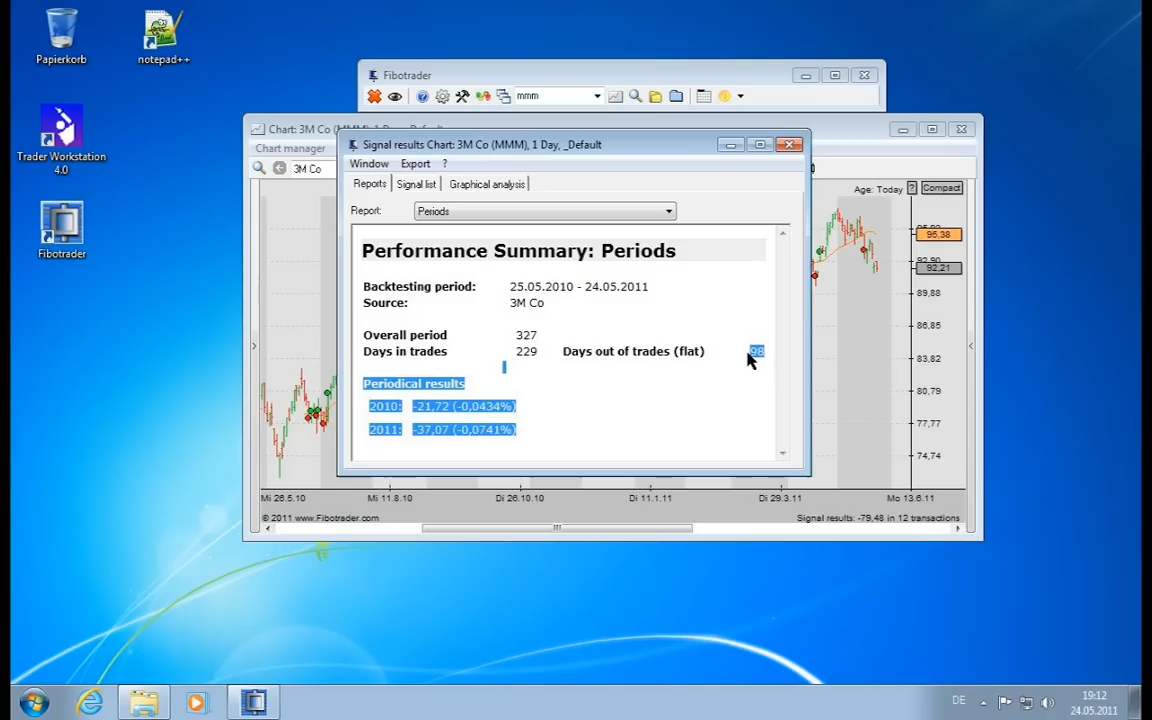 Papierkorb
notepad++
Trader Workstation
4.0
Fibotrader
Fibotrader
mmm
Chart: 3M Co (MMM), 1 Day, _Default
Chart manager
3M Co
Signal results Chart: 3M Co (MMM), 1 Day, _Default
Window Export ?
Reports Signal list Graphical analysis
Report: Periods
Performance Summary: Periods
Backtesting period: 25.05.2010 - 24.05.2011
Source: 3M Co
Overall period 327
Days in trades 229 Days out of trades (flat) 98
Periodical results
2010: -21,72 (-0,0434%)
2011: -37,07 (-0,0741%)
Age: Today ? Compact
95,38
92,21
89,88
86,85
83,82
80,79
77,77
74,74
Mi 26.5.10 Mi 11.8.10 Di 26.10.10 Di 11.1.11 Di 29.3.11 Mo 13.6.11
© 2011 www.Fibotrader.com Signal results: -79,48 in 12 transactions
DE
19:12
24.05.2011